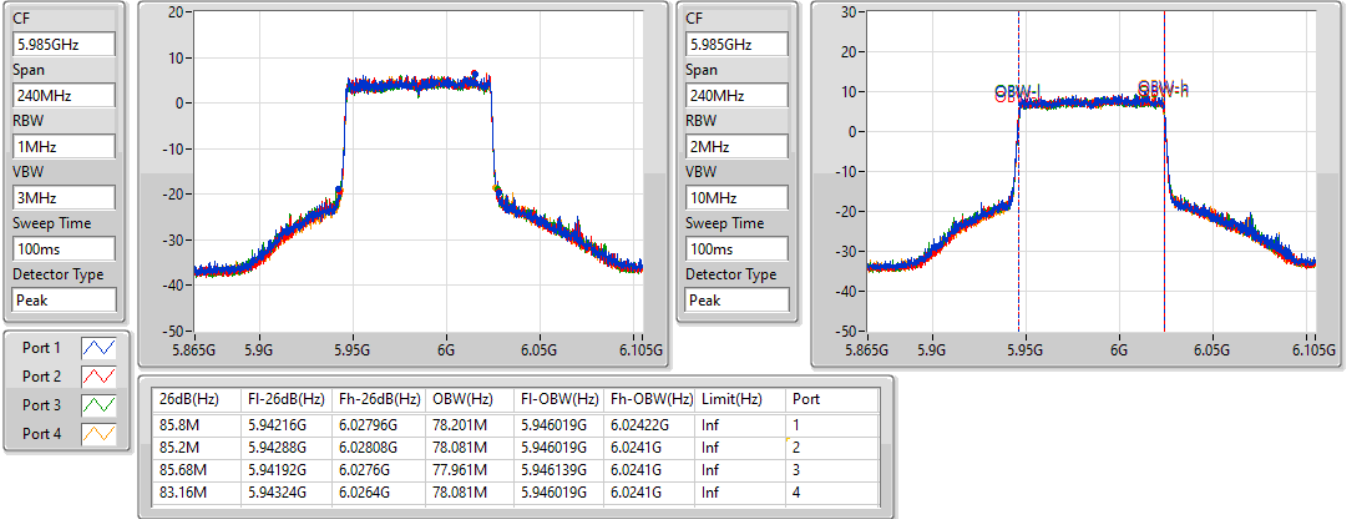 CF
5.985GHz
Span
240MHz
RBW
1MHz
VBW
3MHz
Sweep Time
100ms
Detector Type
Peak
20
10
0
-10
-20
-30
-40
-50
5.865G 5.9G 5.95G 6G 6.05G 6.105G
CF
5.985GHz
Span
240MHz
RBW
2MHz
VBW
10MHz
Sweep Time
100ms
Detector Type
Peak
30
20
10
0
-10
-20
-30
-40
-50
OBW-l OBW-h
5.865G 5.9G 5.95G 6G 6.05G 6.105G
Port 1
Port 2
Port 3
Port 4
26dB(Hz) Fl-26dB(Hz) Fh-26dB(Hz) OBW(Hz) Fl-OBW(Hz) Fh-OBW(Hz) Limit(Hz) Port
85.8M 5.94216G 6.02796G 78.201M 5.946019G 6.02422G Inf 1
85.2M 5.94288G 6.02808G 78.081M 5.946019G 6.0241G Inf 2
85.68M 5.94192G 6.0276G 77.961M 5.946139G 6.0241G Inf 3
83.16M 5.94324G 6.0264G 78.081M 5.946019G 6.0241G Inf 4